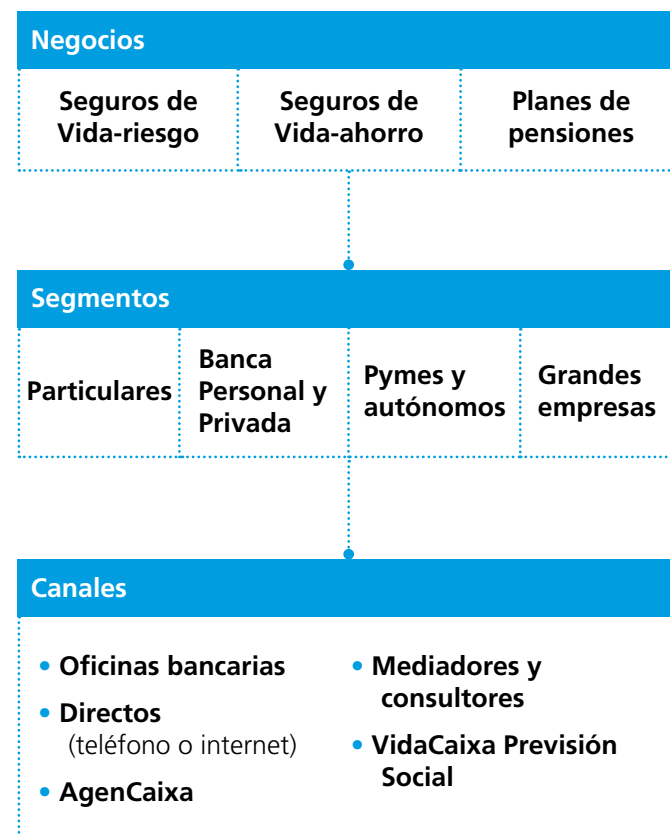 Negocios
Seguros de
Vida-riesgo
Seguros de
Vida-ahorro
Planes de
pensiones
Segmentos
Particulares
Banca
Personal y
Privada
Pymes y
autónomos
Grandes
empresas
Canales
• Oficinas bancarias
• Directos
(teléfono o internet)
• AgenCaixa
• Mediadores y
consultores
• VidaCaixa Previsión
Social